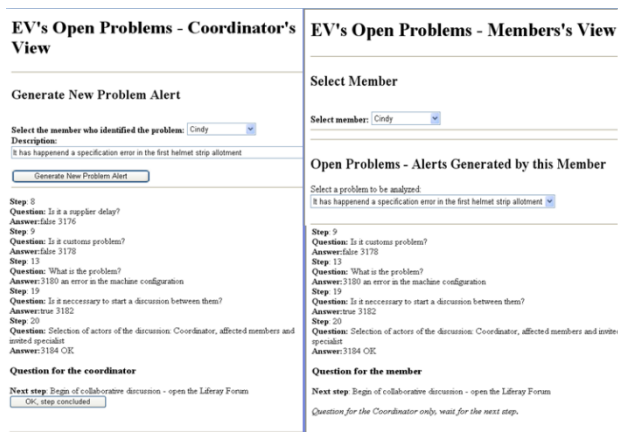 EV's Open Problems - Coordinator's
View
Generate New Problem Alert
Select the member who identified the problem: Cindy
Description:
It has happenend a specification error in the first helmet strip allotment
Generate New Problem Alert
Step: 8
Question: Is it a supplier delay?
Answer:false 3176
Step: 9
Question: Is it customs problem?
Answer:false 3178
Step: 13
Question: What is the problem?
Answer:3180 an error in the machine configuration
Step: 19
Question: Is it neccessary to start a discussion between them?
Answer:true 3182
Step: 20
Question: Selection of actors of the discussion: Coordinator, affected members and
invited specialist
Answer:3184 OK
Question for the coordinator
Next step: Begin of collaborative discussion - open the Liferay Forum
OK, step concluded
EV's Open Problems - Members's View
Select Member
Select member: Cindy
Open Problems - Alerts Generated by this Member
Select a problem to be analyzed:
It has happenend a specification error in the first helmet strip allotment
Step: 9
Question: Is it customs problem?
Answer:false 3178
Step: 13
Question: What is the problem?
Answer:3180 an error in the machine configuration
Step: 19
Question: Is it neccessary to start a discussion between them?
Answer:true 3182
Step: 20
Question: Selection of actors of the discussion: Coordinator, affected members and invited
specialist
Answer:3184 OK
Question for the member
Next step: Begin of collaborative discussion - open the Liferay Forum
Question for the Coordinator only, wait for the next step.